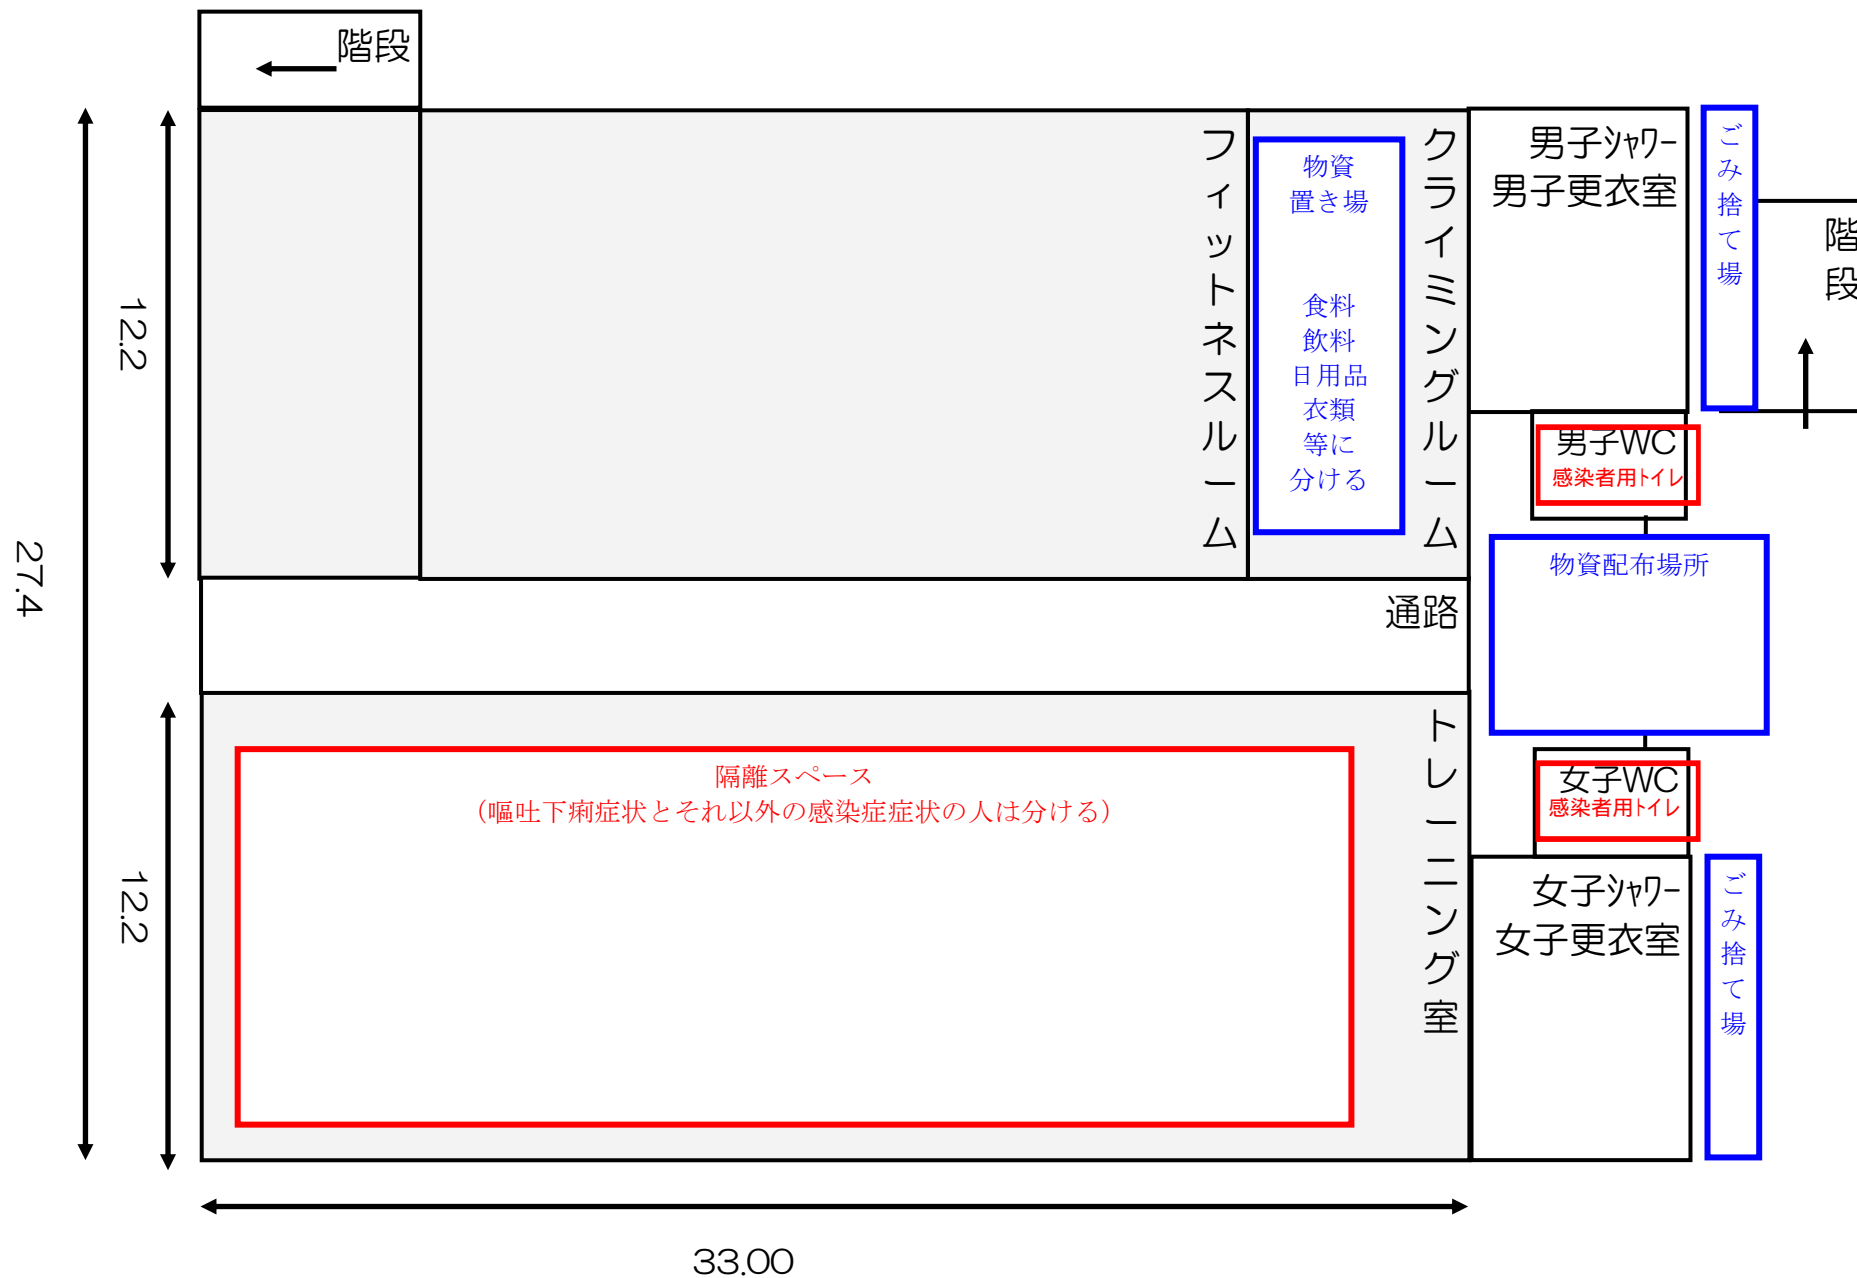 階段
フィットネスルーム
物資
置き場
食料
飲料
日用品
衣類
等に
分ける
クライミングルーム
男子シャワー
男子更衣室
ごみ捨て場
階
段
男子WC
感染者用トイレ
物資配布場所
通路
12.2
27.4
12.2
トレーニング室
隔離スペース
（嘔吐下痢症状とそれ以外の感染症症状の人は分ける）
女子WC
感染者用トイレ
女子シャワー
女子更衣室
ごみ捨て場
33.00